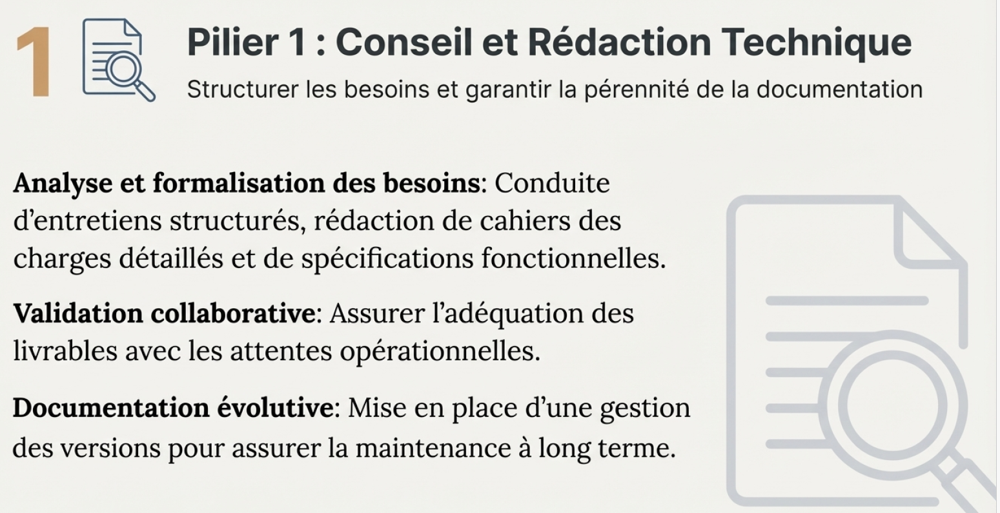 1
Pilier 1 : Conseil et Rédaction Technique
Structurer les besoins et garantir la pérennité de la documentation
Analyse et formalisation des besoins: Conduite
d’entretiens structurés, rédaction de cahiers des
charges détaillés et de spécifications fonctionnelles.
Validation collaborative: Assurer l’adéquation des
livrables avec les attentes opérationnelles.
Documentation évolutive: Mise en place d’une gestion
des versions pour assurer la maintenance à long terme.